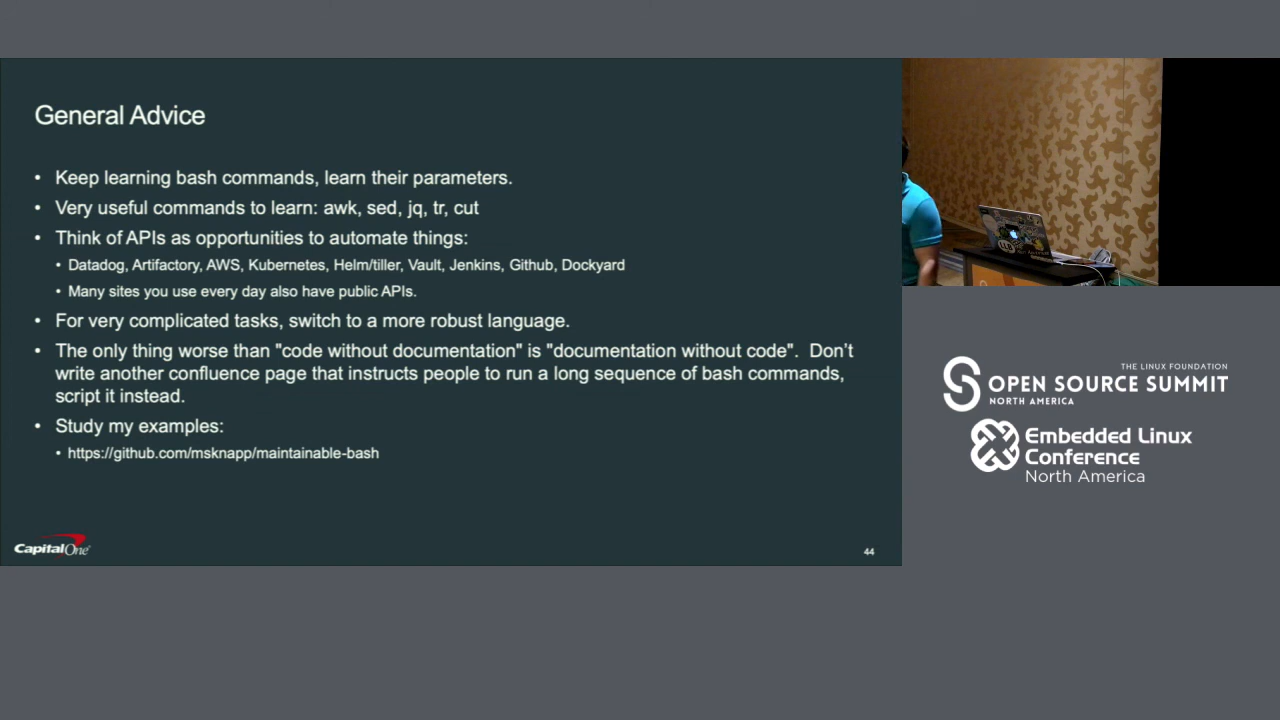 General Advice
• Keep learning bash commands, learn their parameters.
• Very useful commands to learn: awk, sed, jq, tr, cut
• Think of APIs as opportunities to automate things:
• Datadog, Artifactory, AWS, Kubernetes, Helm/tiller, Vault, Jenkins, Github, Dockyard
• Many sites you use every day also have public APIs.
• For very complicated tasks, switch to a more robust language.
• The only thing worse than "code without documentation" is "documentation without code".  Don't
write another confluence page that instructs people to run a long sequence of bash commands,
script it instead.
• Study my examples:
• https://github.com/msknapp/maintainable-bash
Capital One
44
THE LINUX FOUNDATION
OPEN SOURCE SUMMIT
NORTH AMERICA
Embedded Linux
Conference
North America